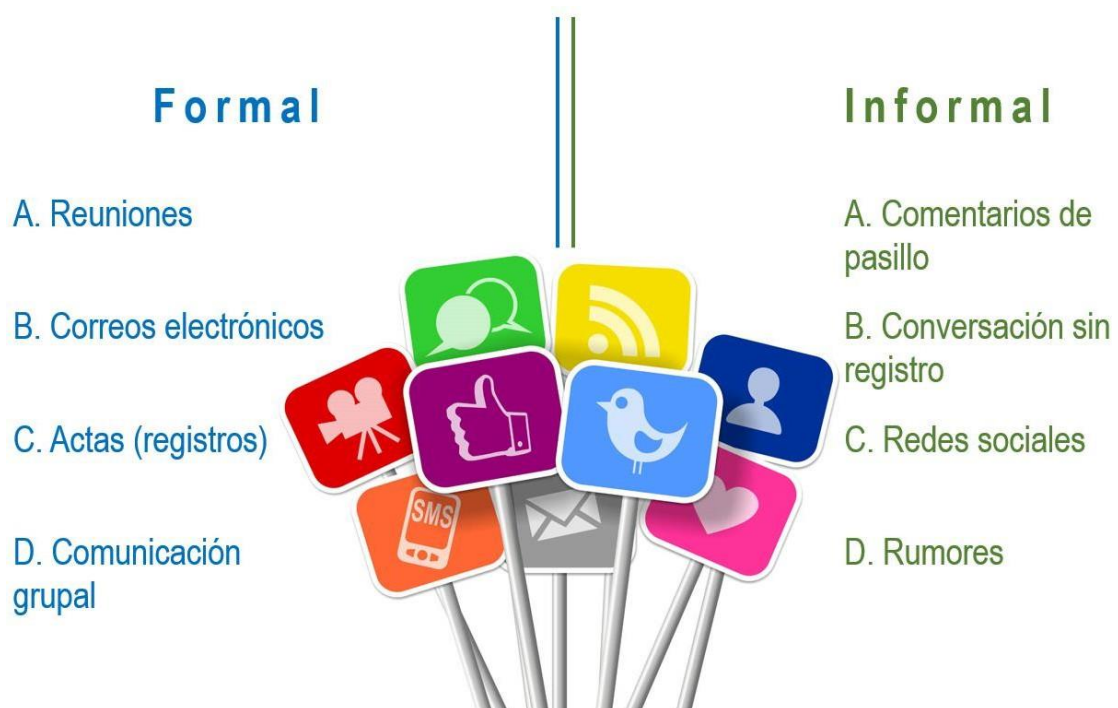 Formal
A. Reuniones
B. Correos electrónicos
C. Actas (registros)
D. Comunicación
grupal
Informal
A. Comentarios de
pasillo
B. Conversación sin
registro
C. Redes sociales
D. Rumores
SMS